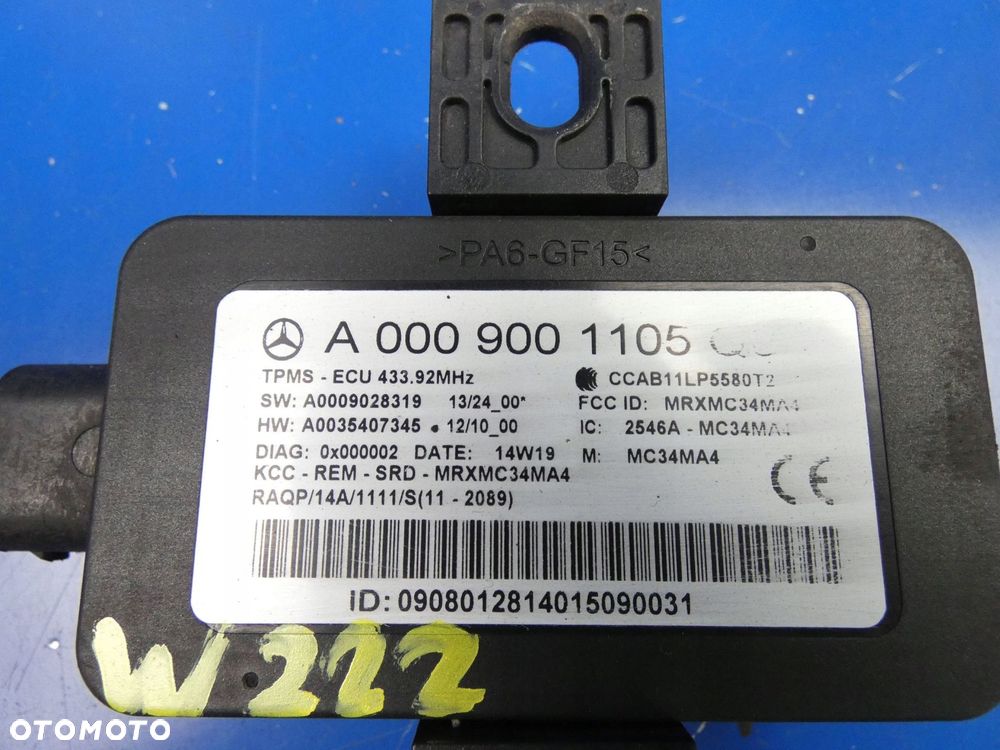 >PA6-GF15<
A 000 900 1105
TPMS - ECU 433.92MHz CCAB11LP5580T2
SW: A0009028319 13/24_00* FCC ID: MRXMC34MA4
HW: A0035407345 12/10_00 IC: 2546A - MC34MA4
DIAG: 0x000002 DATE: 14W19 M: MC34MA4
KCC - REM - SRD - MRXMC34MA4 CE
RAQP/14A/1111/S(11 - 2089)
ID: 0908012814015090031
W222
OTOMOTO